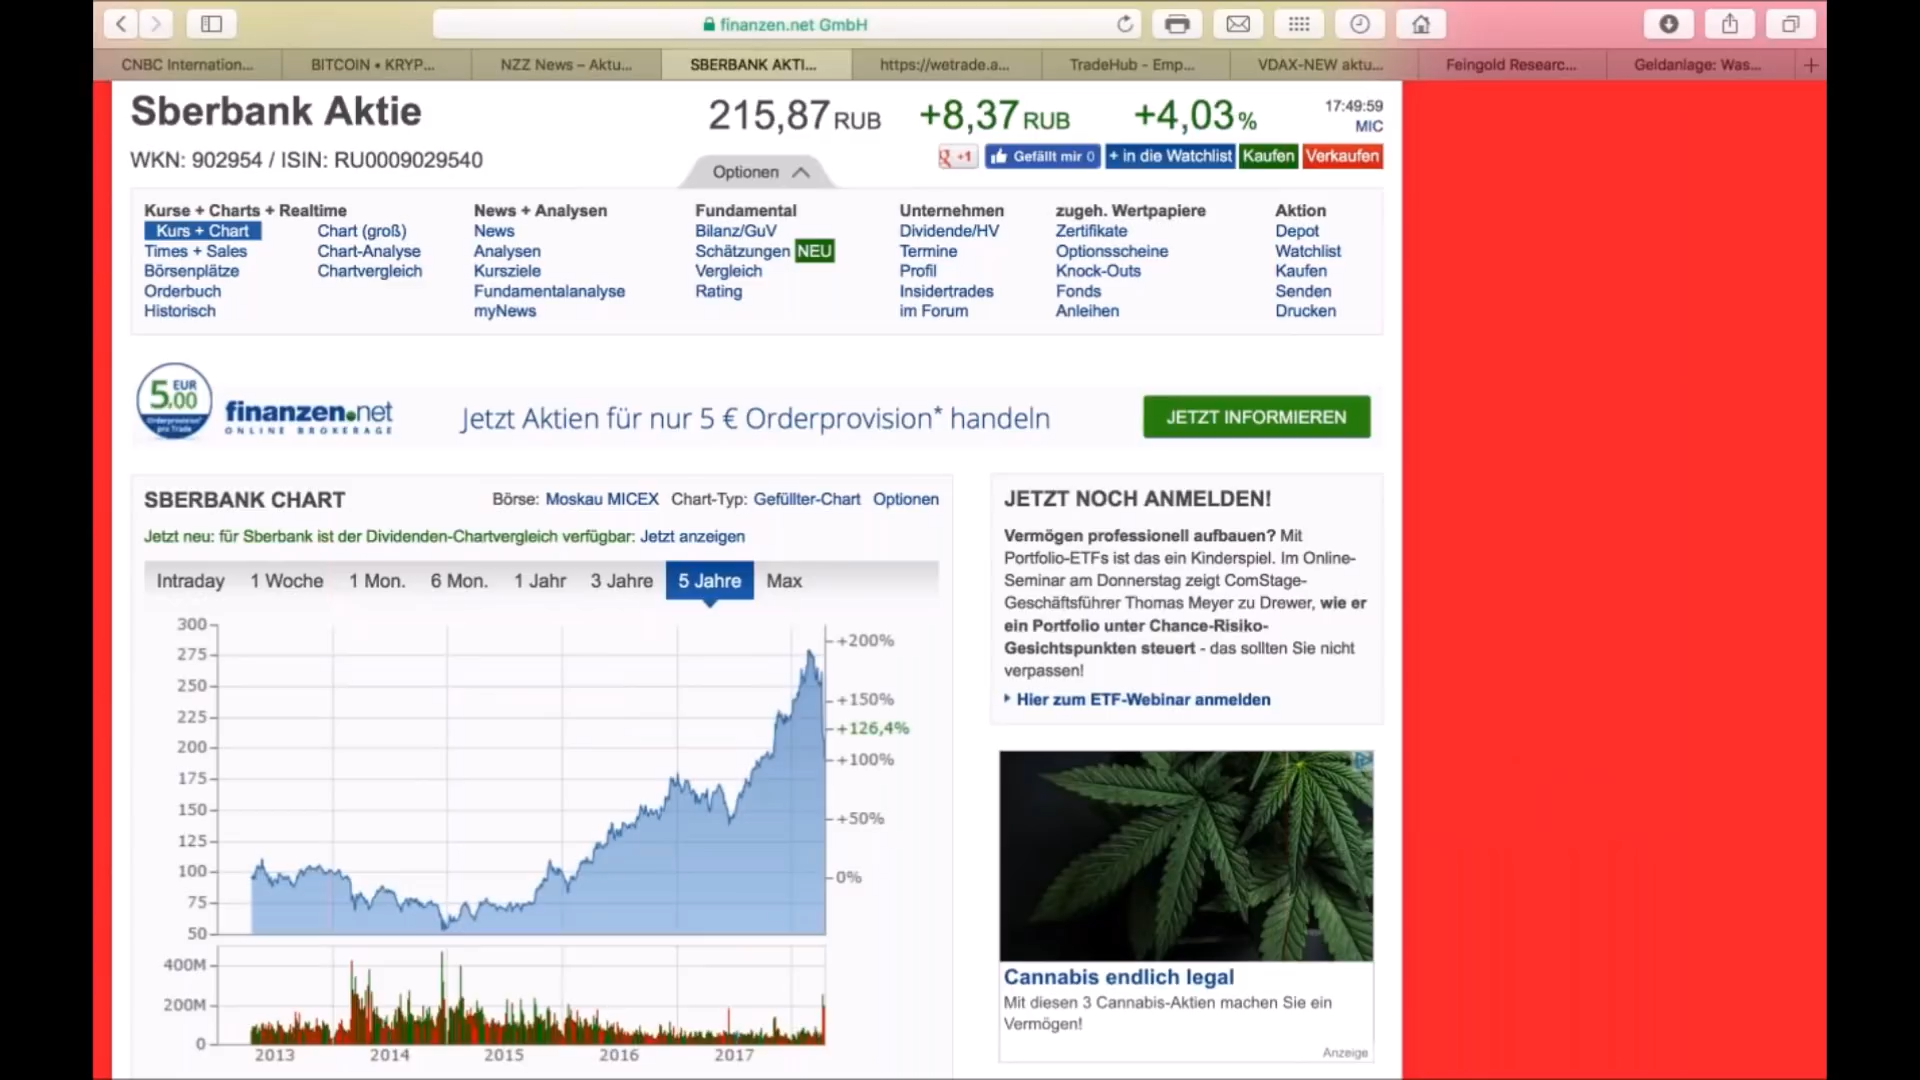 finanzen.net GmbH
CNBC Internation...
BITCOIN • KRYP...
NZZ News – Aktu...
SBERBANK AKTI...
https://wetrade.a...
TradeHub - Emp...
VDAX-NEW aktu...
Feingold Researc...
Geldanlage: Was...
Sberbank Aktie
215,87 RUB
+8,37 RUB
+4,03 %
17:49:59
MIC
WKN: 902954 / ISIN: RU0009029540
Optionen
+1
Gefällt mir 0
+ in die Watchlist
Kaufen
Verkaufen
Kurse + Charts + Realtime
Kurs + Chart
Times + Sales
Börsenplätze
Orderbuch
Historisch
Chart (groß)
Chart-Analyse
Chartvergleich
News + Analysen
News
Analysen
Kursziele
Fundamentalanalyse
myNews
Fundamental
Bilanz/GuV
Schätzungen NEU
Vergleich
Rating
Unternehmen
Dividende/HV
Termine
Profil
Insidertrades
im Forum
zugeh. Wertpapiere
Zertifikate
Optionsscheine
Knock-Outs
Fonds
Anleihen
Aktion
Depot
Watchlist
Kaufen
Senden
Drucken
5,00 EUR
Orderprovision*
pro Trade
finanzen.net
ONLINE BROKERAGE
Jetzt Aktien für nur 5 € Orderprovision* handeln
JETZT INFORMIEREN
SBERBANK CHART
Börse: Moskau MICEX Chart-Typ: Gefüllter-Chart Optionen
Jetzt neu: für Sberbank ist der Dividenden-Chartvergleich verfügbar: Jetzt anzeigen
Intraday 1 Woche 1 Mon. 6 Mon. 1 Jahr 3 Jahre 5 Jahre Max
300
275
250
225
200
175
150
125
100
75
50
+200%
+150%
+126,4%
+100%
+50%
0%
400M
200M
0
2013 2014 2015 2016 2017
JETZT NOCH ANMELDEN!
Vermögen professionell aufbauen? Mit
Portfolio-ETFs ist das ein Kinderspiel. Im Online-
Seminar am Donnerstag zeigt ComStage-
Geschäftsführer Thomas Meyer zu Drewer, wie er
ein Portfolio unter Chance-Risiko-
Gesichtspunkten steuert - das sollten Sie nicht
verpassen!
Hier zum ETF-Webinar anmelden
Cannabis endlich legal
Mit diesen 3 Cannabis-Aktien machen Sie ein
Vermögen!
Anzeige